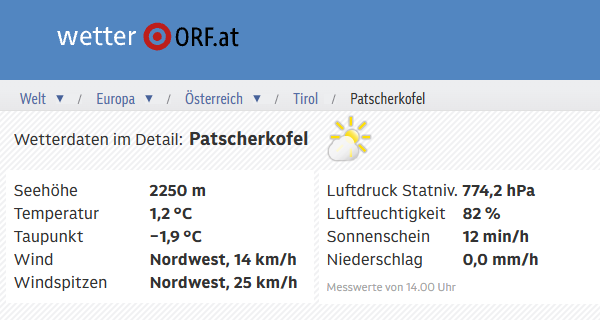 wetter ORF.at
Welt ▼ / Europa ▼ / Österreich ▼ / Tirol / Patscherkofel
Wetterdaten im Detail: Patscherkofel
Seehöhe 2250 m
Temperatur 1,2 °C
Taupunkt −1,9 °C
Wind Nordwest, 14 km/h
Windspitzen Nordwest, 25 km/h
Luftdruck Statniv. 774,2 hPa
Luftfeuchtigkeit 82 %
Sonnenschein 12 min/h
Niederschlag 0,0 mm/h
Messwerte von 14.00 Uhr